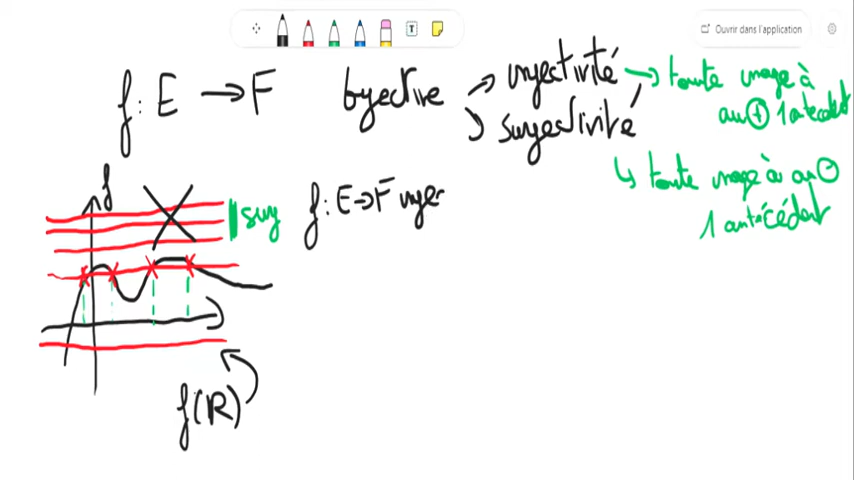 Ouvrir dans l'application
f: E → F bijective → injectivité → toute image à
au ⊕ 1 antécédent
surjectivité
↳ toute image à au ⊖
1 antécédent
f
surj
f: E → F injec
f(R)